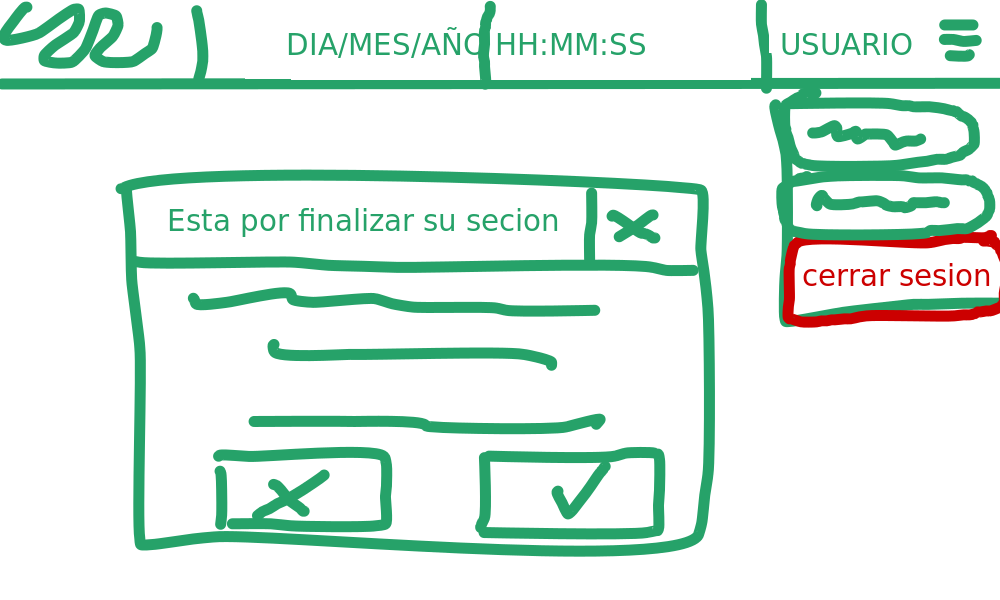 DIA/MES/AÑO HH:MM:SS USUARIO
Esta por finalizar su secion
cerrar sesion